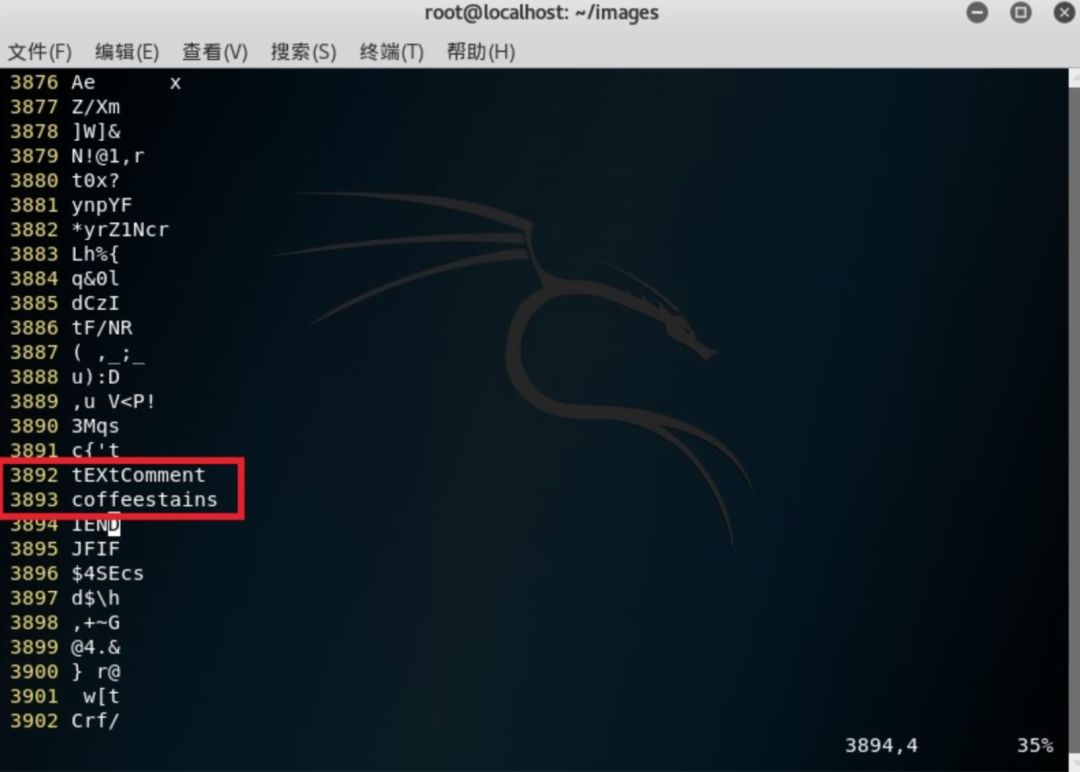 root@localhost: ~/images
文件(F) 编辑(E) 查看(V) 搜索(S) 终端(T) 帮助(H)
3876 Ae      x
3877 Z/Xm
3878 ]W]&
3879 N!@1,r
3880 t0x?
3881 ynpYF
3882 *yrZ1Ncr
3883 Lh%{
3884 q&0l
3885 dCzI
3886 tF/NR
3887 ( ,_;_
3888 u):D
3889 ,u V<P!
3890 3Mqs
3891 c{'t
3892 tEXtComment
3893 coffeestains
3894 IEND
3895 JFIF
3896 $4SEcs
3897 d$\h
3898 ,+~G
3899 @4.&
3900 } r@
3901  w[t
3902 Crf/
3894,4 35%